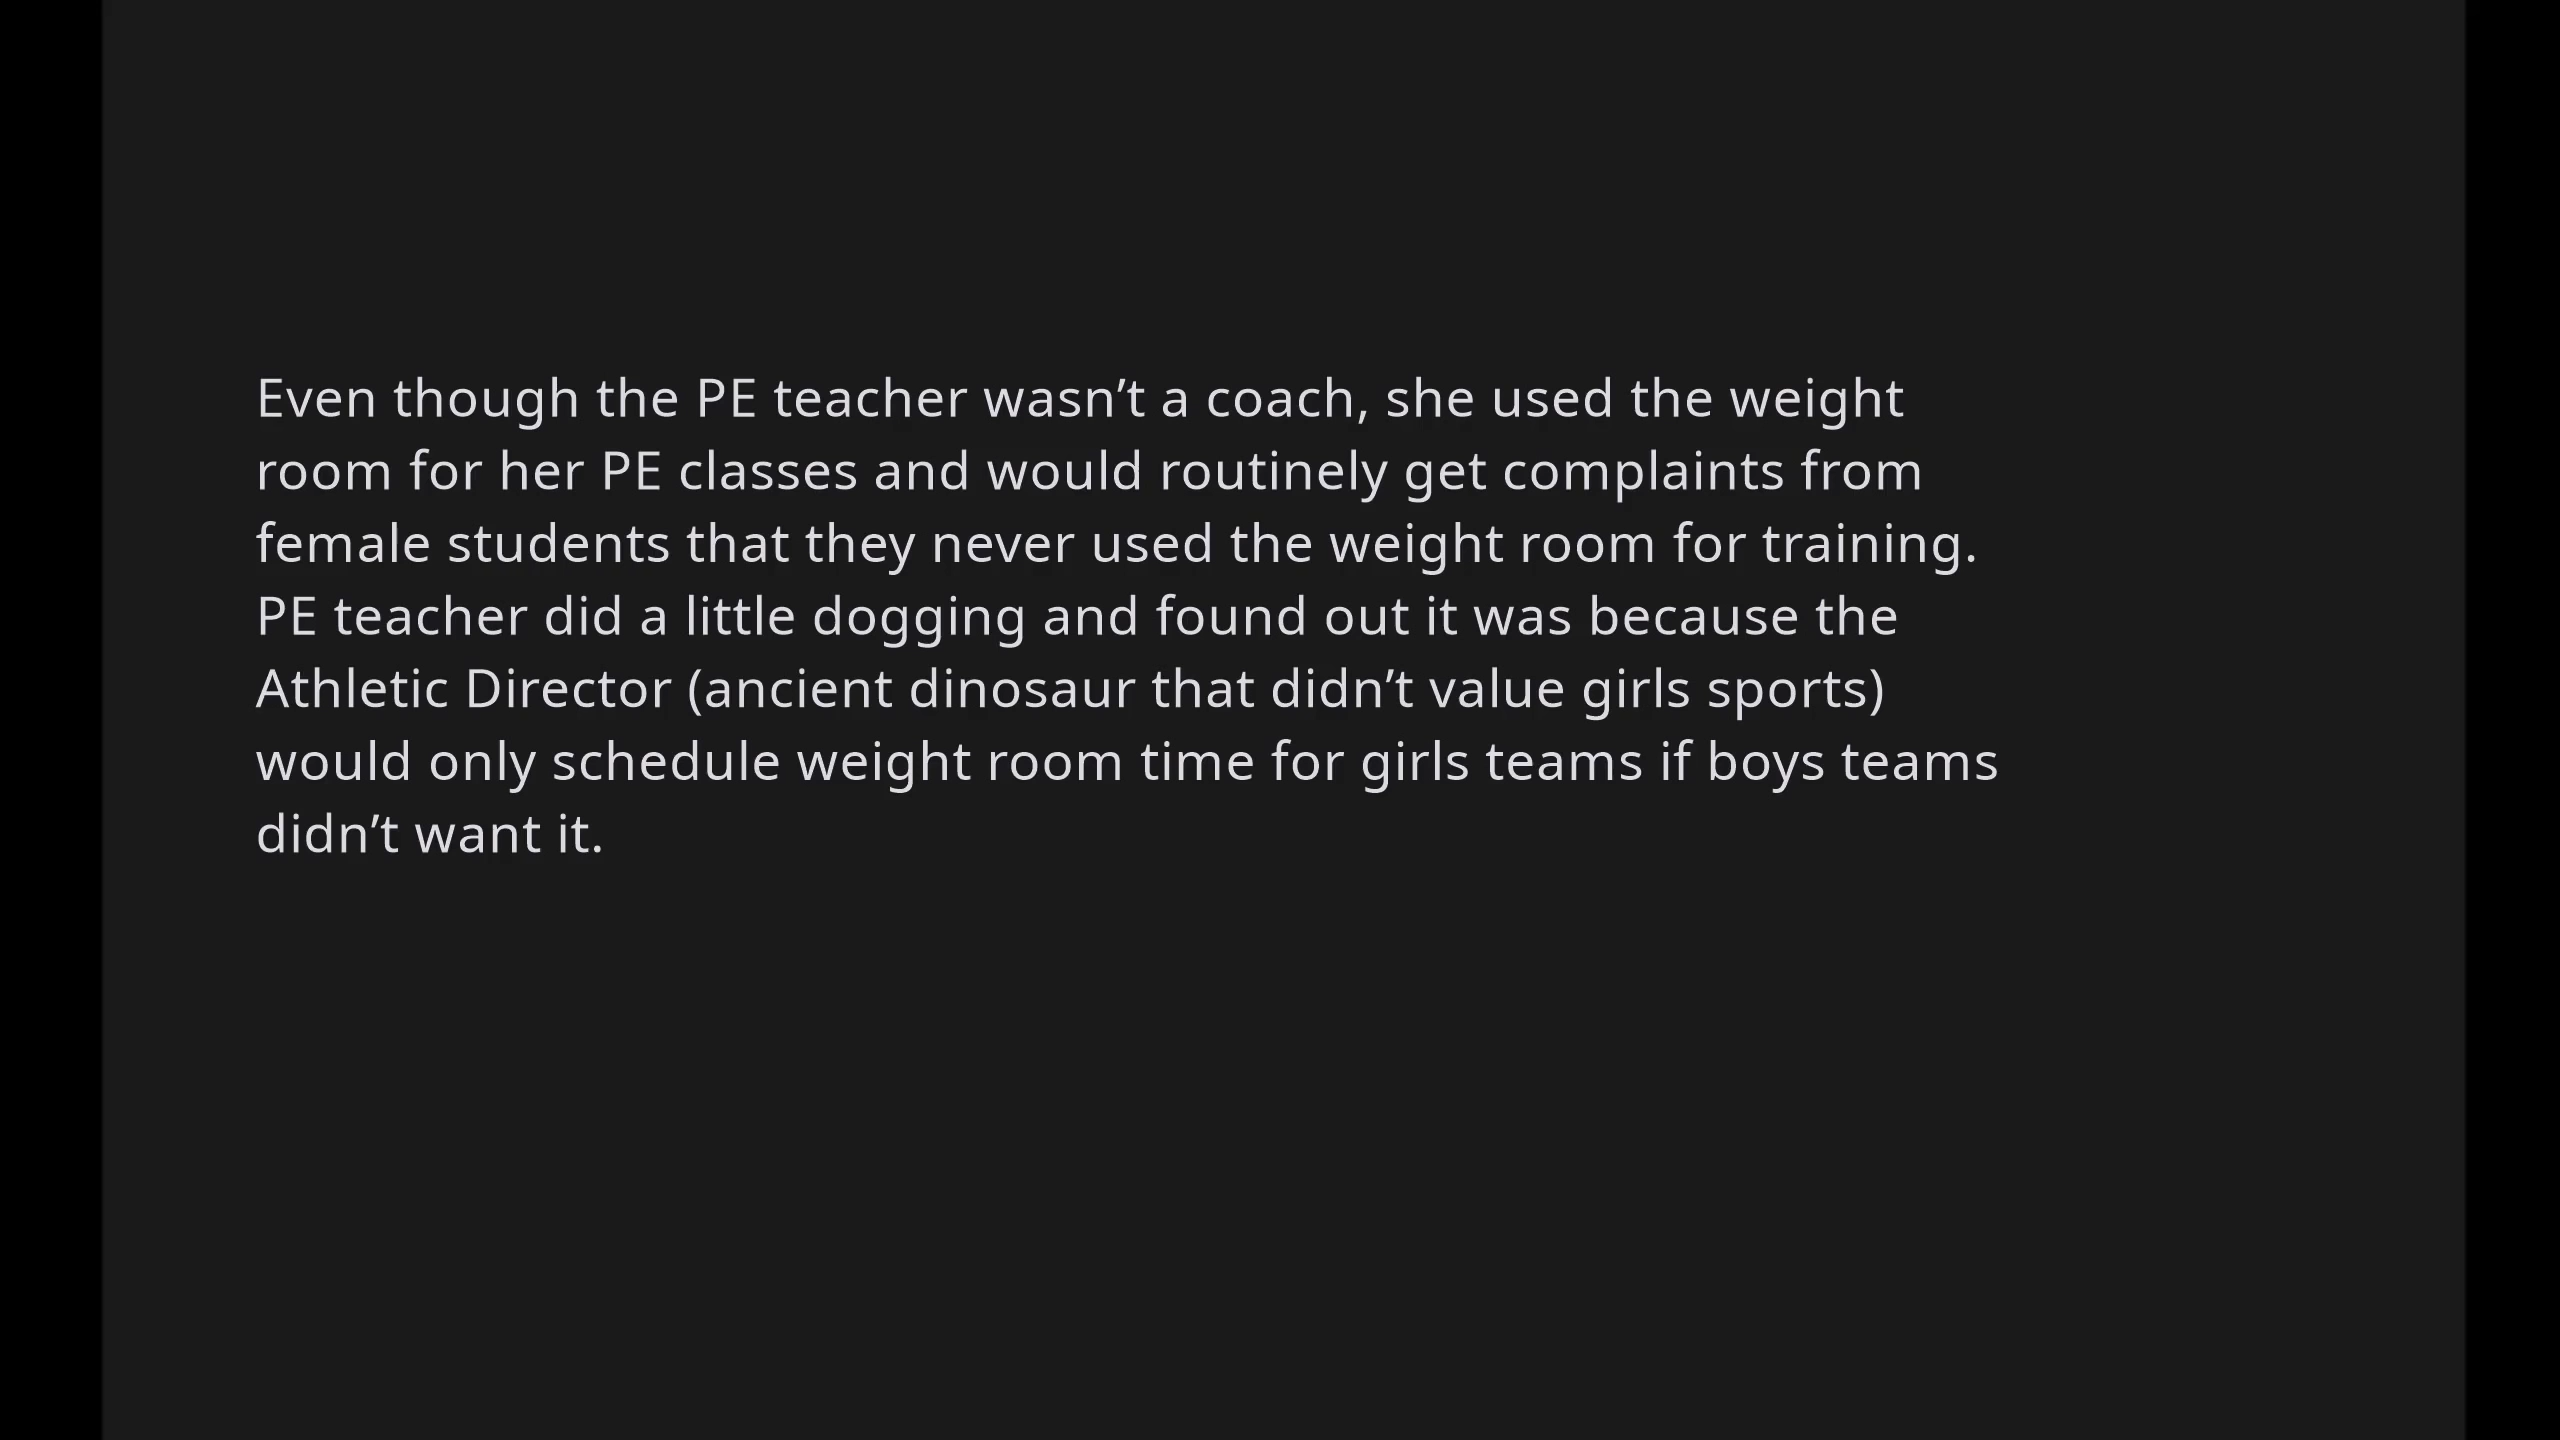 Even though the PE teacher wasn’t a coach, she used the weight
room for her PE classes and would routinely get complaints from
female students that they never used the weight room for training.
PE teacher did a little dogging and found out it was because the
Athletic Director (ancient dinosaur that didn’t value girls sports)
would only schedule weight room time for girls teams if boys teams
didn’t want it.